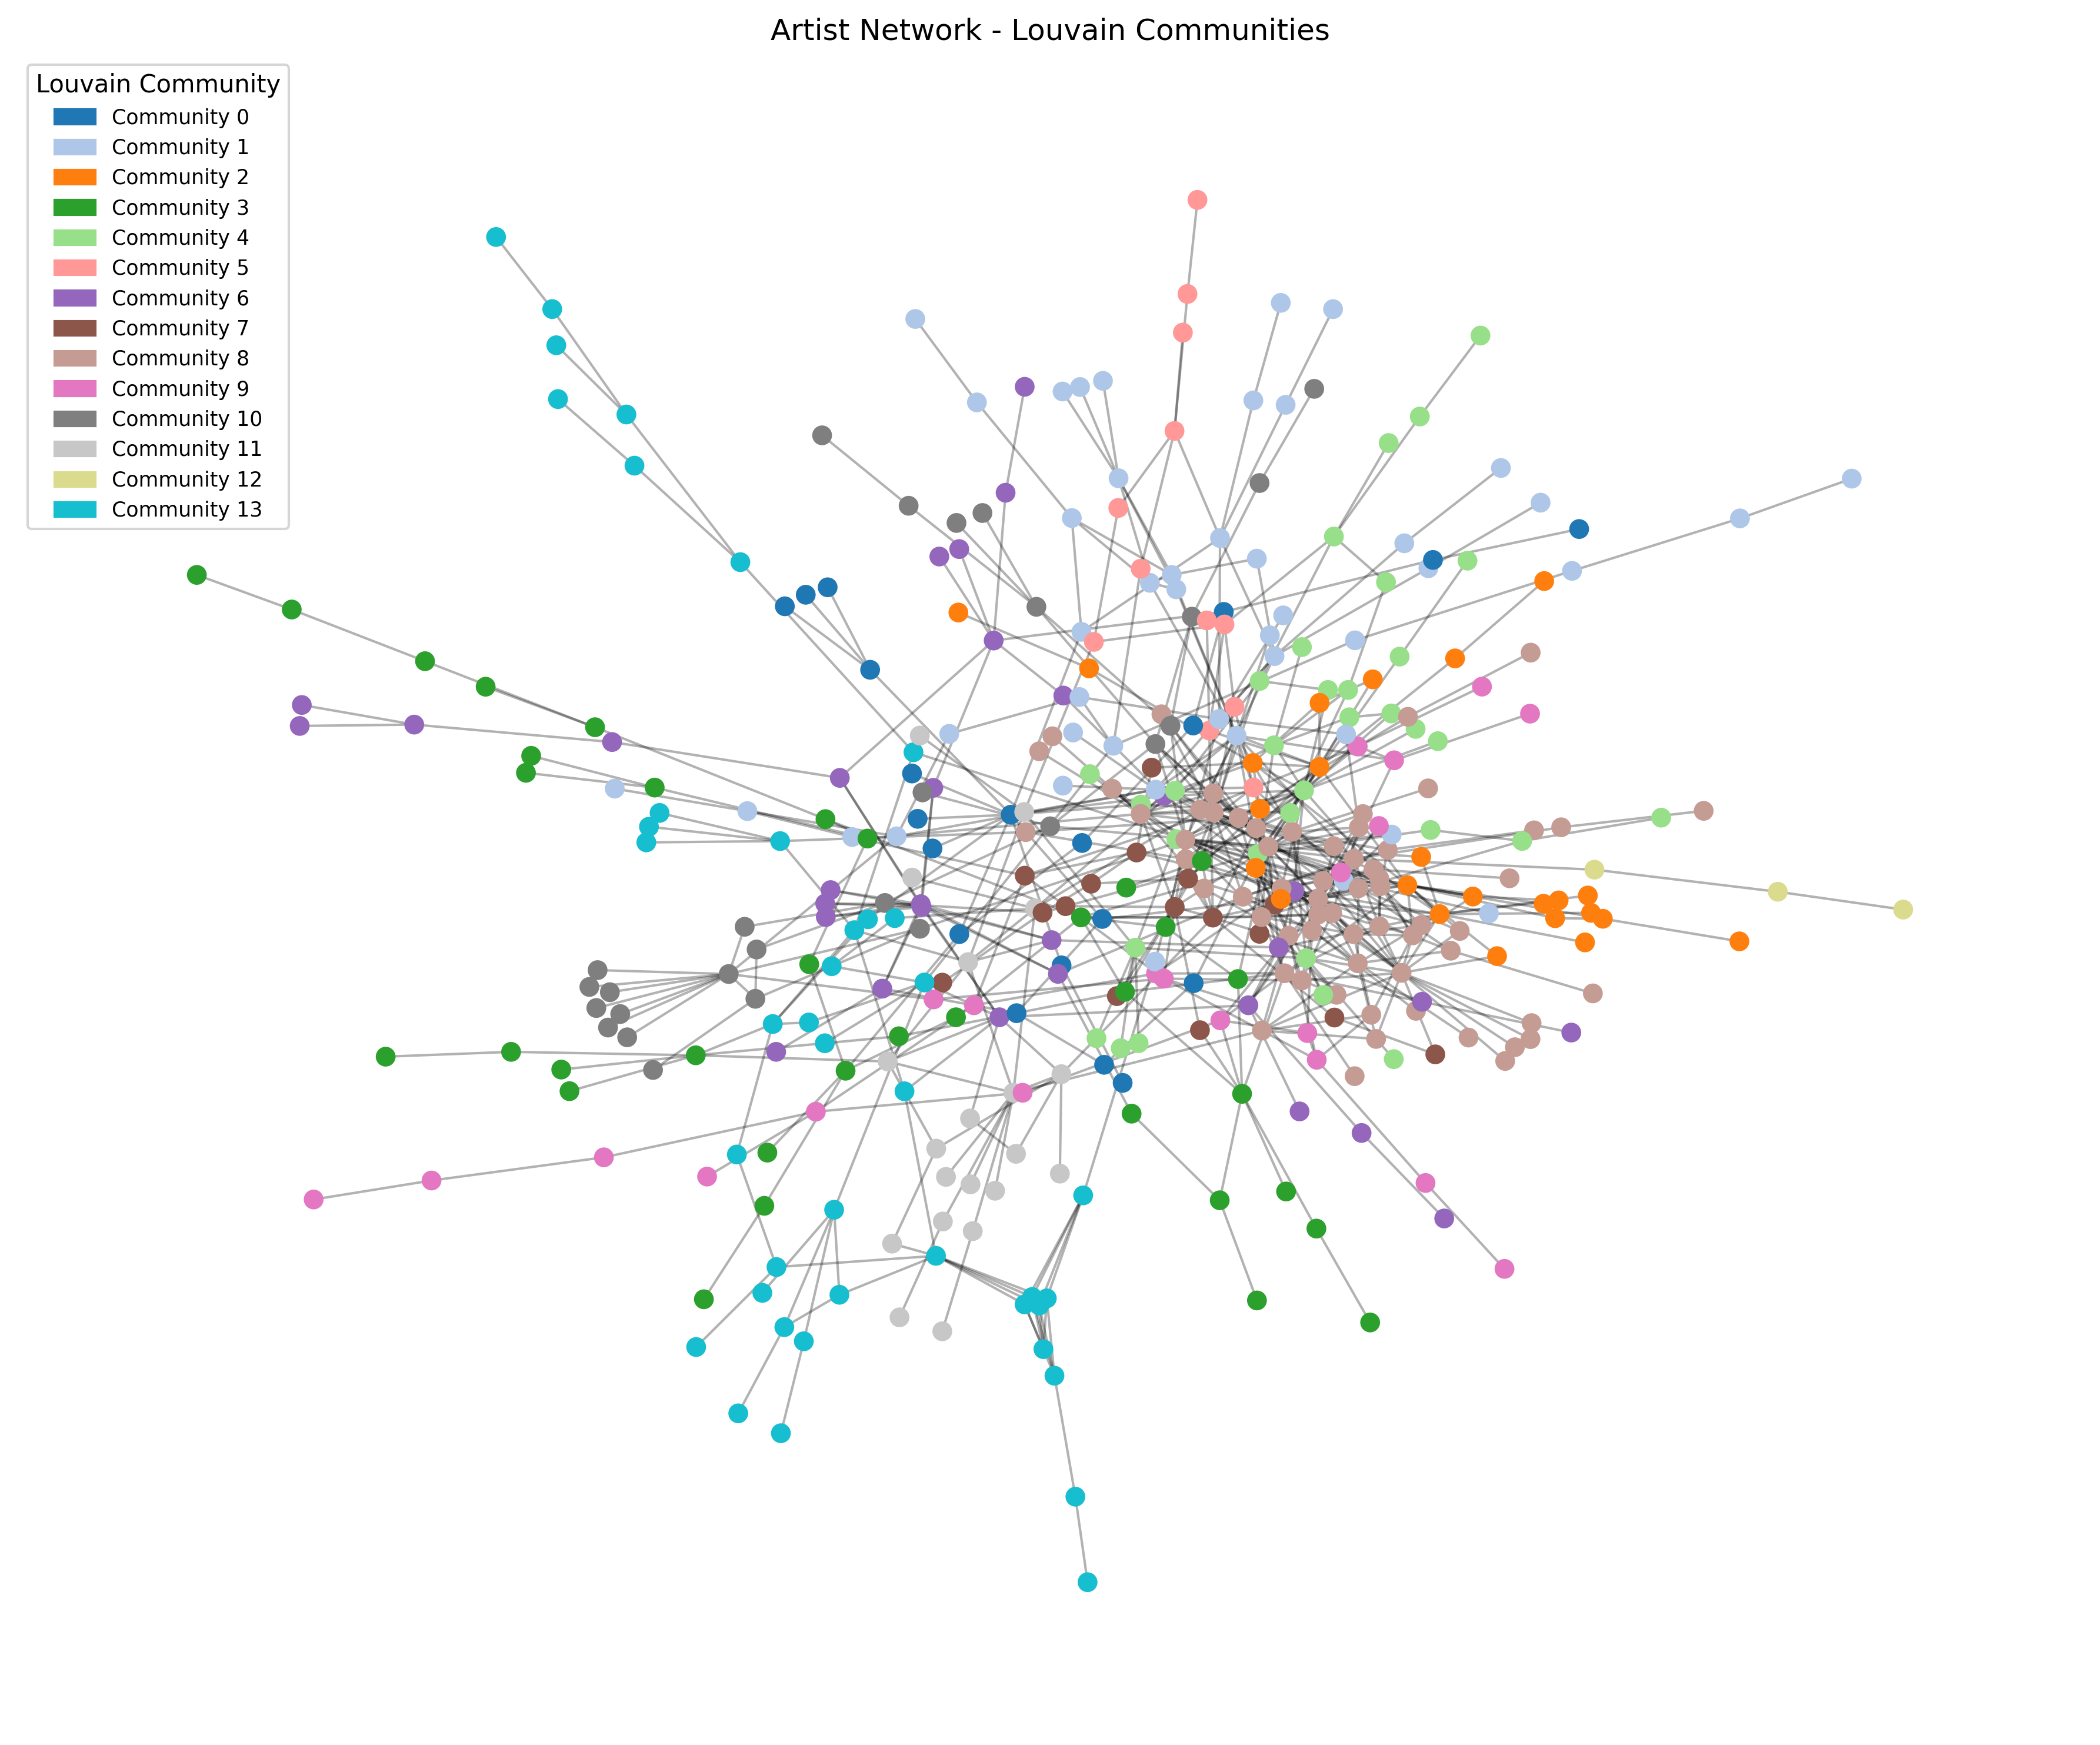 Artist Network - Louvain Communities
Louvain Community
Community 0
Community 1
Community 2
Community 3
Community 4
Community 5
Community 6
Community 7
Community 8
Community 9
Community 10
Community 11
Community 12
Community 13